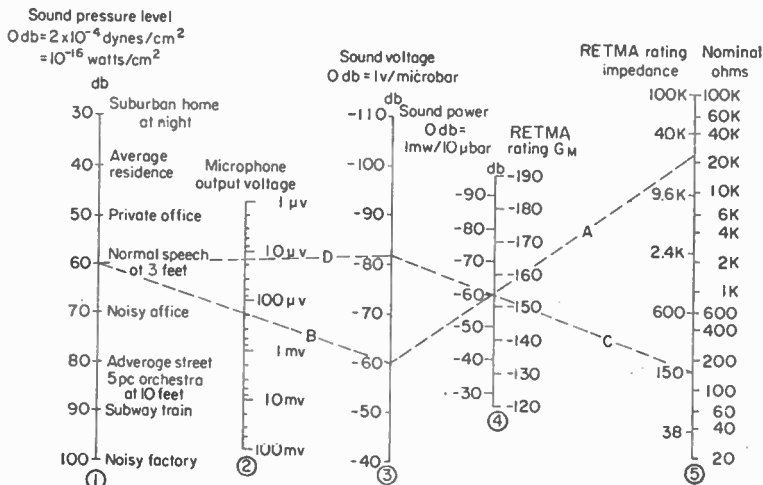 Sound pressure level
0 db = 2 x 10⁻⁴ dynes/cm²
= 10⁻¹⁶ watts/cm²
db
30
40
50
60
70
80
90
100
①
Suburban home
at night
Average
residence
Private office
Normal speech
at 3 feet
Noisy office
Adveroge street
5pc orchestra
at 10 feet
Subway train
Noisy factory
Microphone
output voltage
1 μv
10 μv
100 μv
1 mv
10 mv
100 mv
②
D
B
Sound voltage
0 db = 1v/microbar
db
-110
-100
-90
-80
-70
-60
-50
-40
③
Sound power
0 db =
1mw/10 μbar
db
-90
-80
-70
-60
-50
-40
-30
④
RETMA
rating GM
-190
-180
-170
-160
-150
-140
-130
-120
A
C
RETMA rating
impedance
100K
40K
9.6K
2.4K
600
150
38
⑤
Nominal
ohms
100K
60K
40K
20K
10K
6K
4K
2K
1K
600
400
200
100
60
40
20